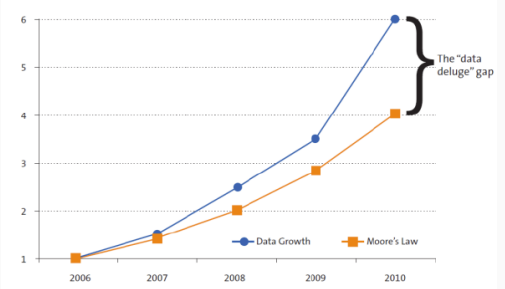 6
The “data
deluge” gap
5
4
3
2
Data Growth
Moore's Law
1
2006
2007
2008
2009
2010